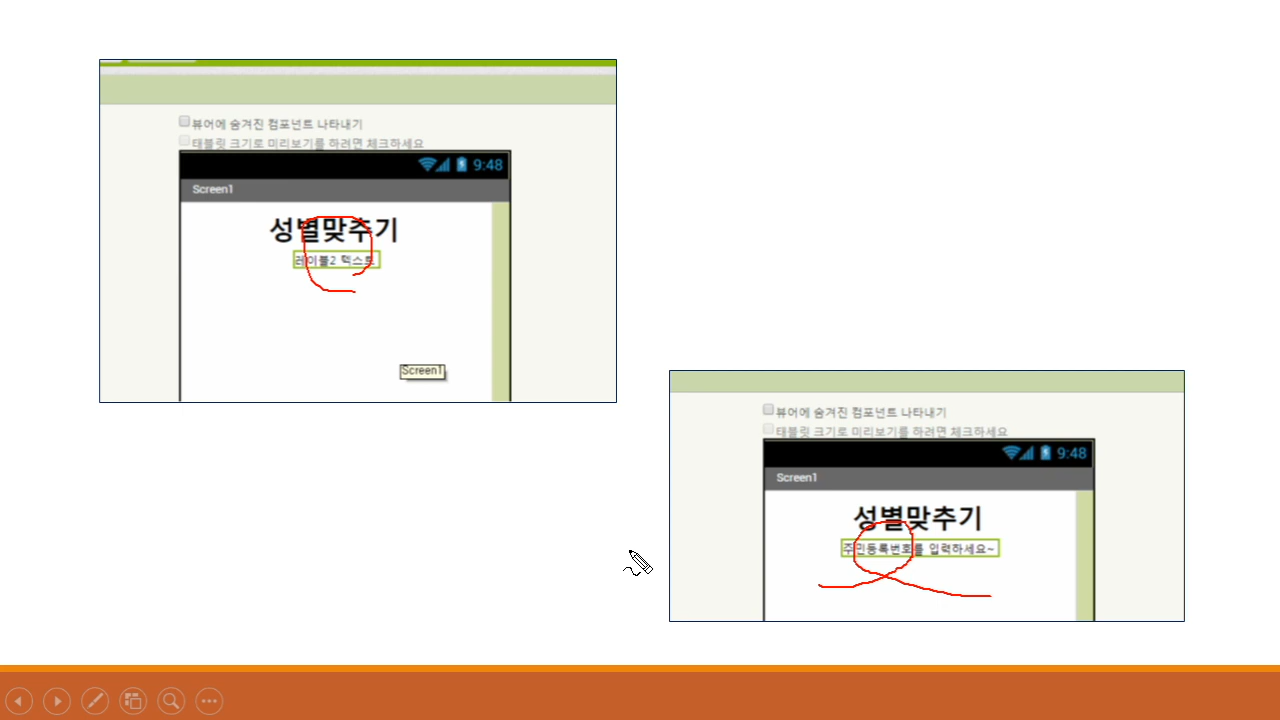 뷰어에 숨겨진 컴포넌트 나타내기
태블릿 크기로 미리보기를 하려면 체크하세요
9:48
Screen1
성별맞추기
레이블2 텍스트
Screen1
뷰어에 숨겨진 컴포넌트 나타내기
태블릿 크기로 미리보기를 하려면 체크하세요
9:48
Screen1
성별맞추기
주민등록번호를 입력하세요~